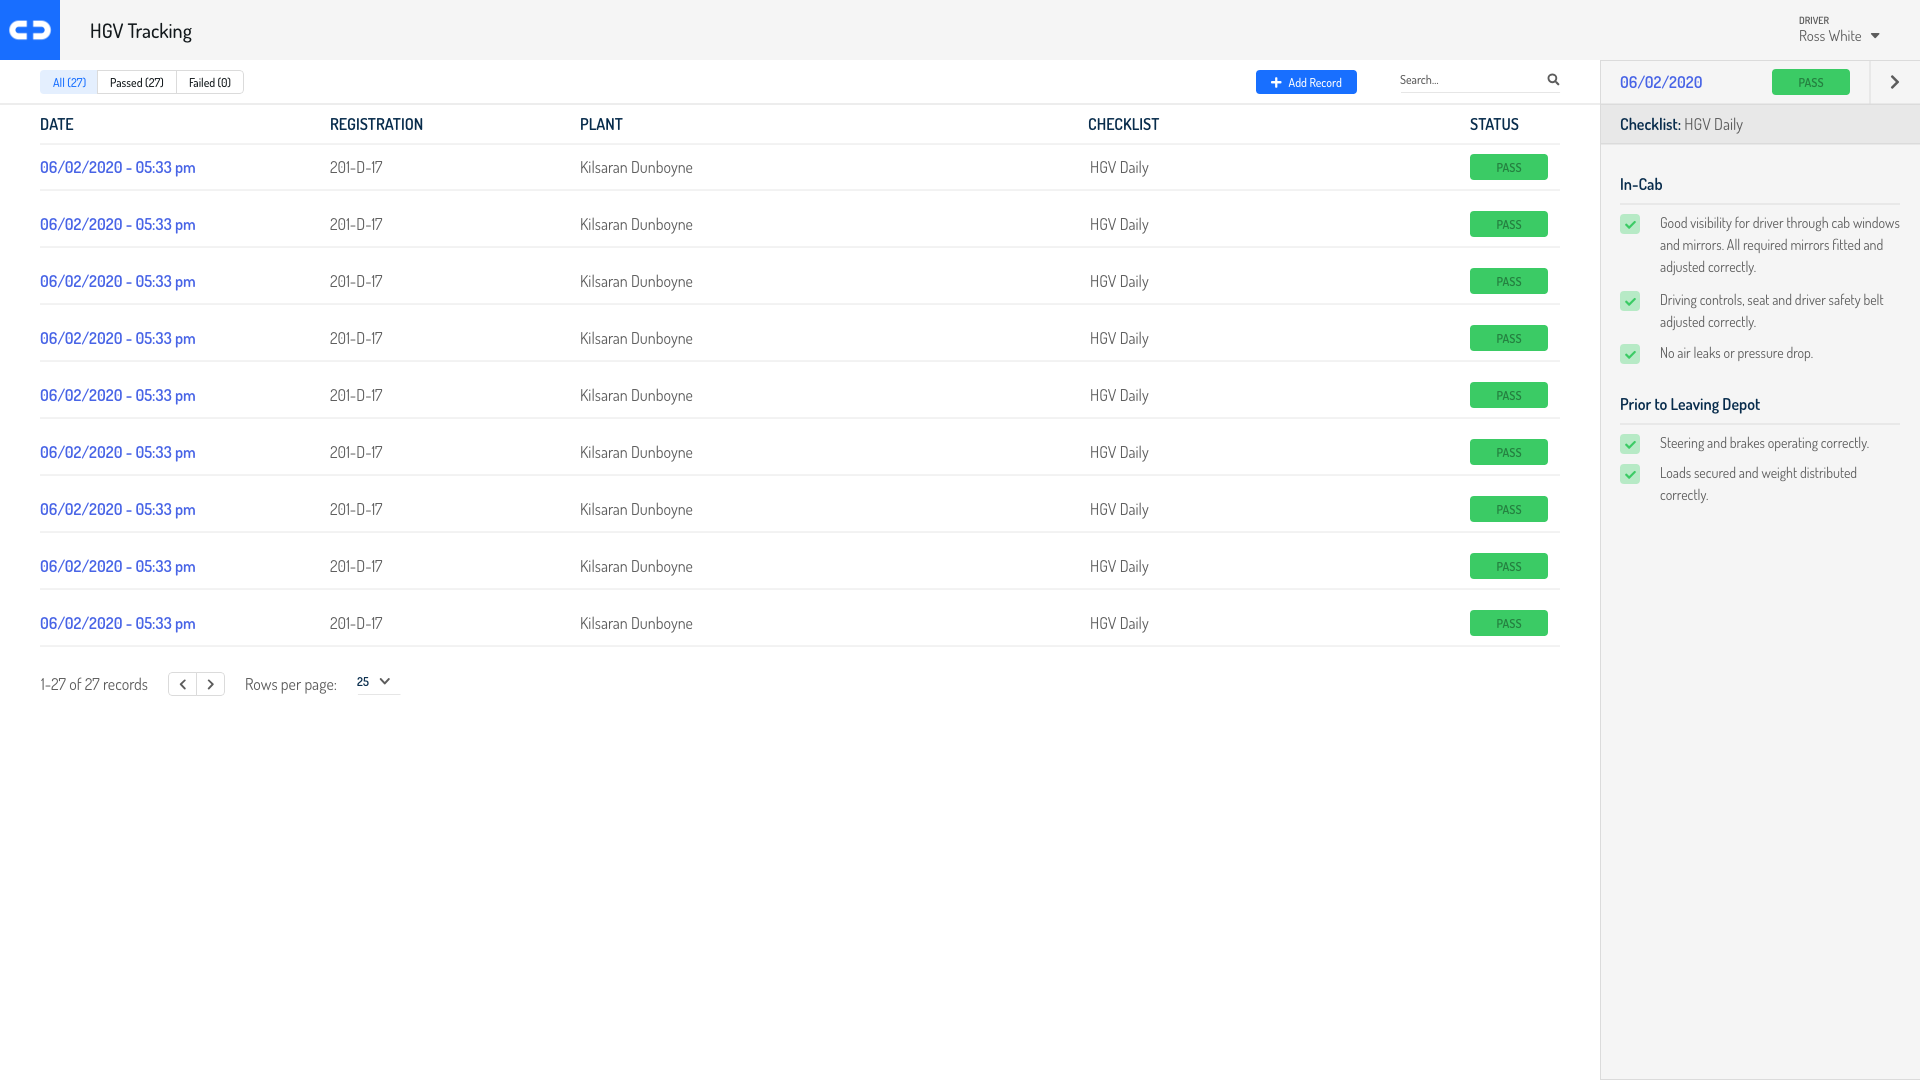 HGV Tracking
DRIVER
Ross White
All (27) Passed (27) Failed (0)
Add Record
Search...
DATE REGISTRATION PLANT CHECKLIST STATUS
06/02/2020 - 05:33 pm 201-D-17 Kilsaran Dunboyne HGV Daily PASS
06/02/2020 - 05:33 pm 201-D-17 Kilsaran Dunboyne HGV Daily PASS
06/02/2020 - 05:33 pm 201-D-17 Kilsaran Dunboyne HGV Daily PASS
06/02/2020 - 05:33 pm 201-D-17 Kilsaran Dunboyne HGV Daily PASS
06/02/2020 - 05:33 pm 201-D-17 Kilsaran Dunboyne HGV Daily PASS
06/02/2020 - 05:33 pm 201-D-17 Kilsaran Dunboyne HGV Daily PASS
06/02/2020 - 05:33 pm 201-D-17 Kilsaran Dunboyne HGV Daily PASS
06/02/2020 - 05:33 pm 201-D-17 Kilsaran Dunboyne HGV Daily PASS
06/02/2020 - 05:33 pm 201-D-17 Kilsaran Dunboyne HGV Daily PASS
1-27 of 27 records Rows per page: 25
06/02/2020 PASS
Checklist: HGV Daily
In-Cab
Good visibility for driver through cab windows
and mirrors. All required mirrors fitted and
adjusted correctly.
Driving controls, seat and driver safety belt
adjusted correctly.
No air leaks or pressure drop.
Prior to Leaving Depot
Steering and brakes operating correctly.
Loads secured and weight distributed
correctly.